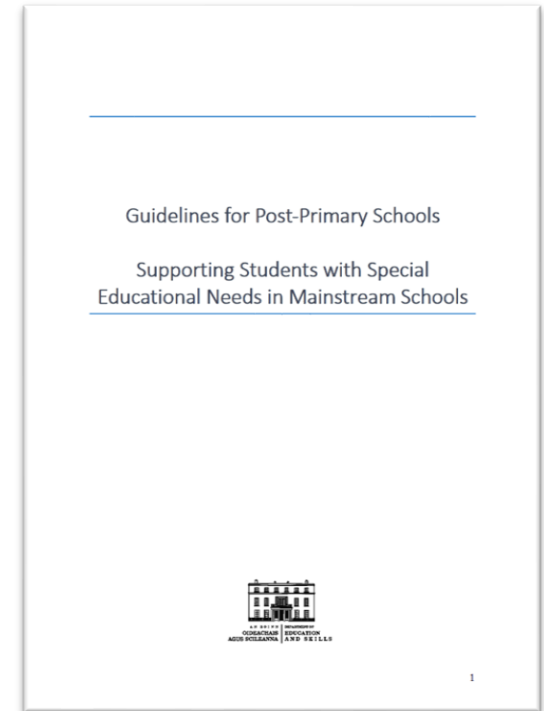 Guidelines for Post-Primary Schools
Supporting Students with Special
Educational Needs in Mainstream Schools
AN ROINN | DEPARTMENT OF
OIDEACHAIS | EDUCATION
AGUS SCILEANNA | AND SKILLS
1